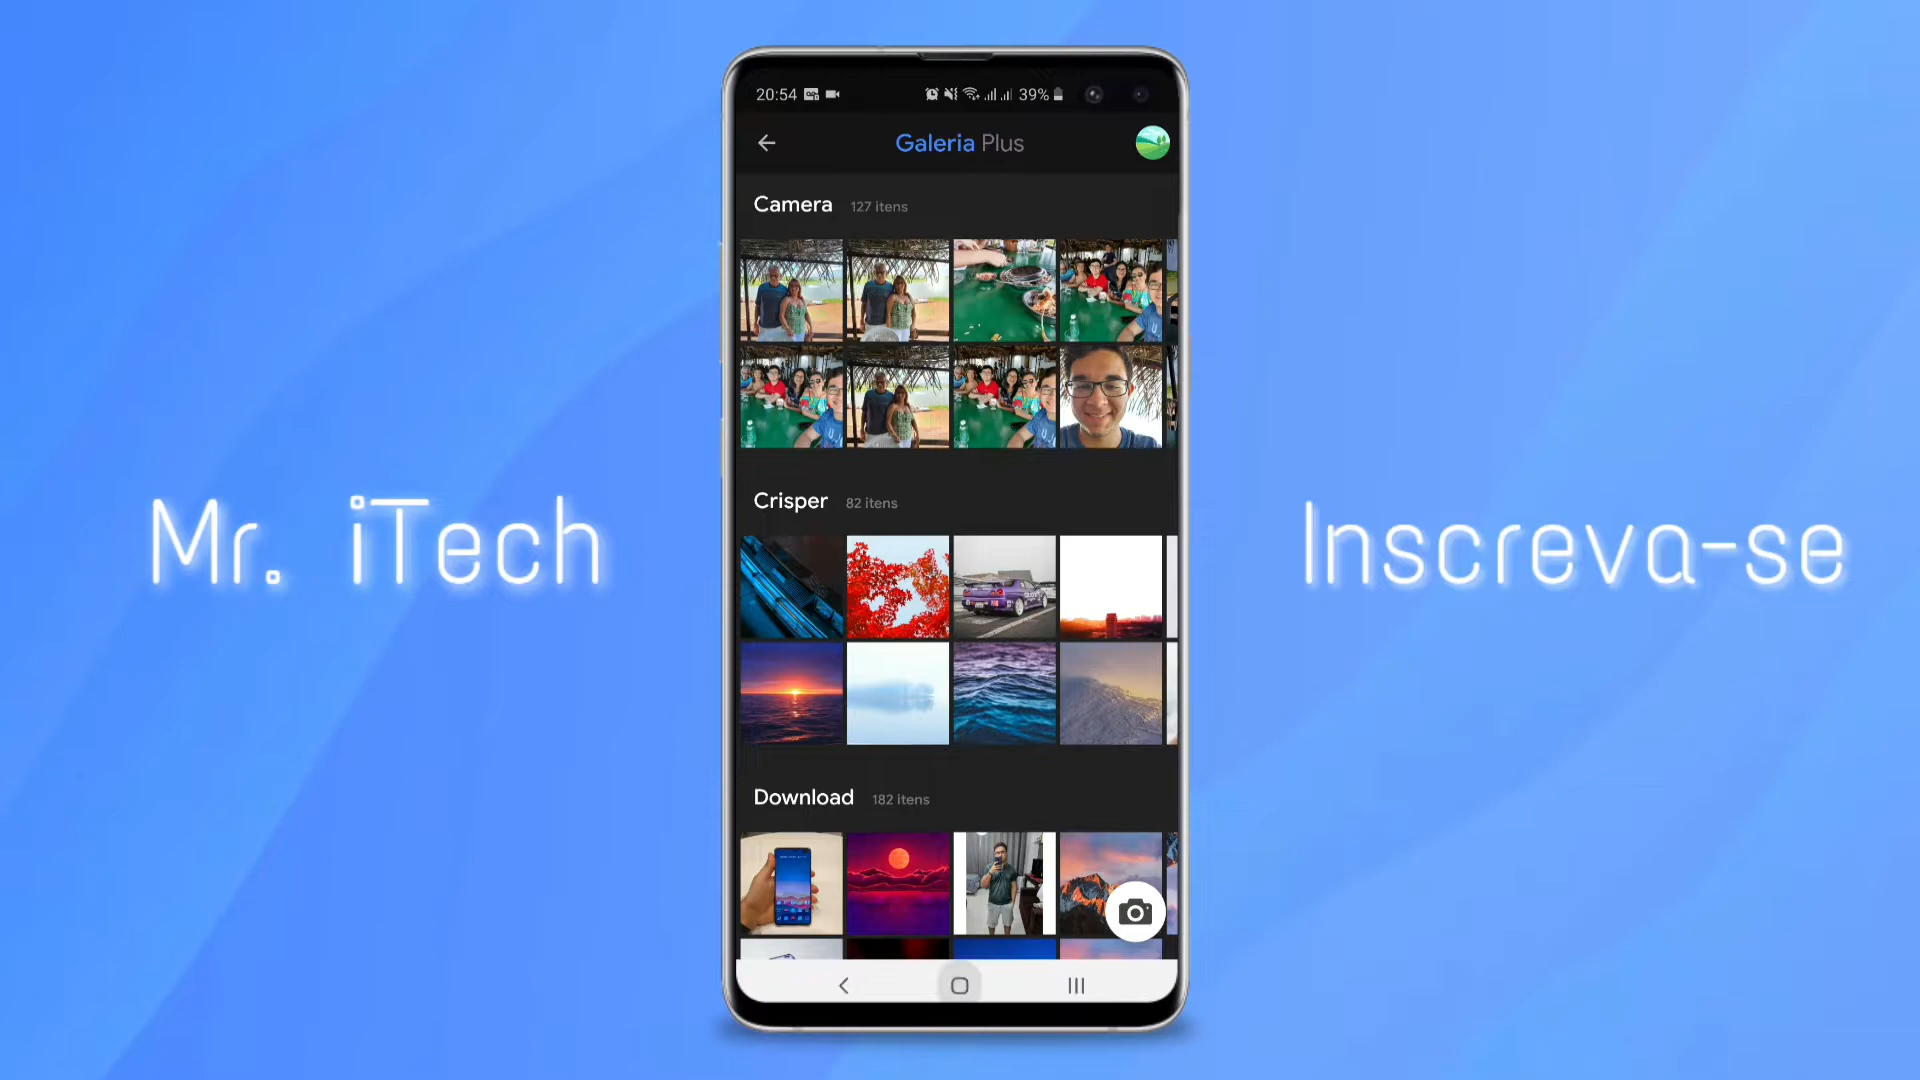 20:54
39%
Galeria Plus
Camera 127 itens
Crisper 82 itens
Download 182 itens
Mr. iTech
Inscreva-se